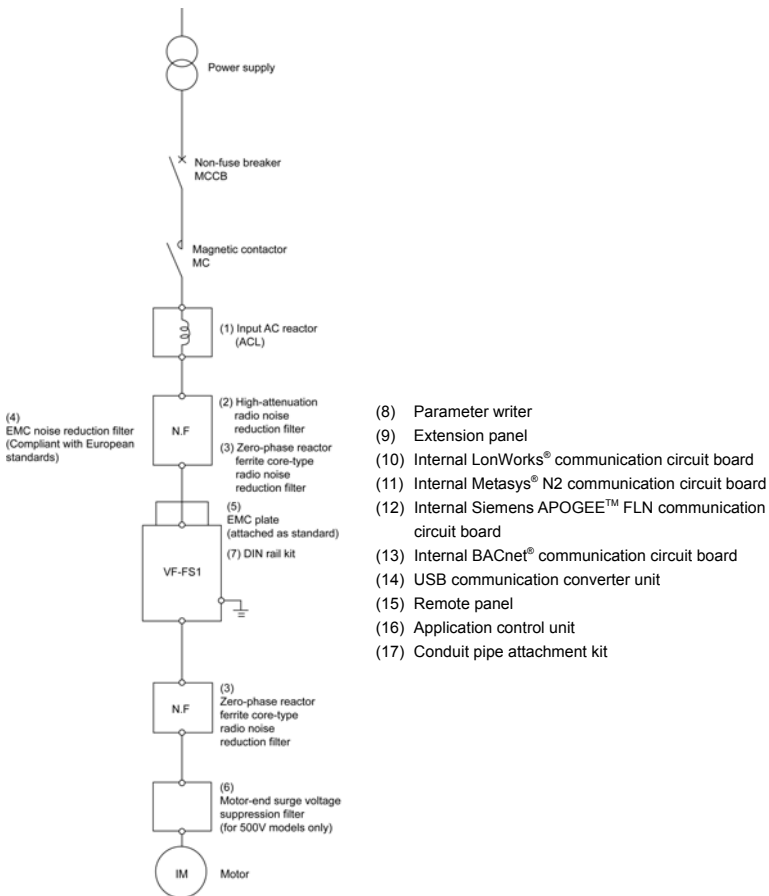 Power supply
Non-fuse breaker
MCCB
Magnetic contactor
MC
(1) Input AC reactor
(ACL)
(4)
EMC noise reduction filter
(Compliant with European
standards)
N.F
(2) High-attenuation
radio noise
reduction filter
(3) Zero-phase reactor
ferrite core-type
radio noise
reduction filter
(5)
EMC plate
(attached as standard)
(7) DIN rail kit
VF-FS1
N.F
(3)
Zero-phase reactor
ferrite core-type
radio noise
reduction filter
(6)
Motor-end surge voltage
suppression filter
(for 500V models only)
IM
Motor
(8) Parameter writer
(9) Extension panel
(10) Internal LonWorks® communication circuit board
(11) Internal Metasys® N2 communication circuit board
(12) Internal Siemens APOGEE™ FLN communication
circuit board
(13) Internal BACnet® communication circuit board
(14) USB communication converter unit
(15) Remote panel
(16) Application control unit
(17) Conduit pipe attachment kit